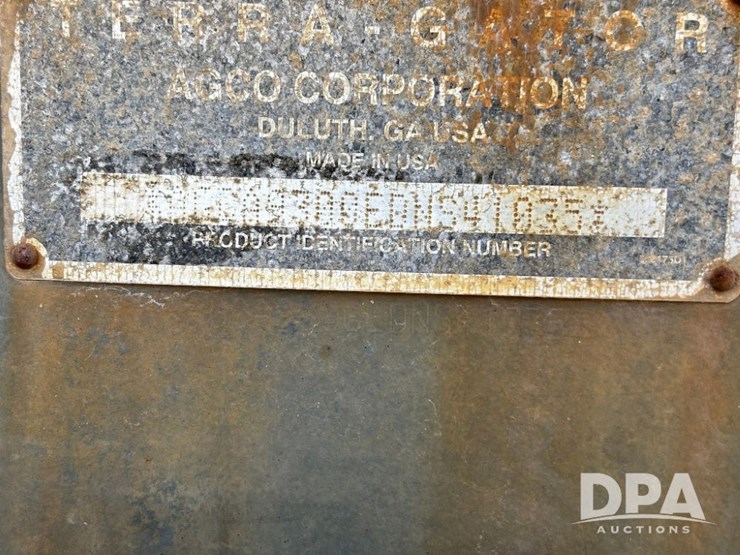 TERRA-GATOR
AGCO CORPORATION
DULUTH, GA USA
MADE IN USA
PRODUCT IDENTIFICATION NUMBER
DPA
AUCTIONS